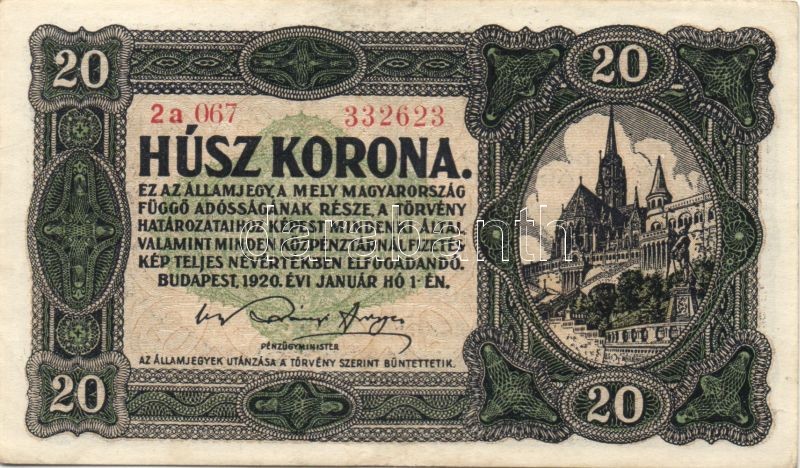 20 20
2a 067 332623
HÚSZ KORONA.
EZ AZ ÁLLAMJEGY A MELY MAGYARORSZÁG
FÜGGŐ ADÓSSÁGÁNAK RÉSZE, A TÖRVÉNY
HATÁROZATAIHOZ KÉPEST MINDENKI ÁLTAL
VALAMINT MINDEN KÖZPÉNZTÁRNÁL FIZETÉS
KÉP TELJES NÉVÉRTÉKBEN ELFOGADANDÓ.
BUDAPEST, 1920. ÉVI JANUÁR HÓ 1-ÉN.
PÉNZÜGYMINISTER
AZ ÁLLAMJEGYEK UTÁNZÁSA A TÖRVÉNY SZERINT BÜNTETTETIK.
20 20
darabanth